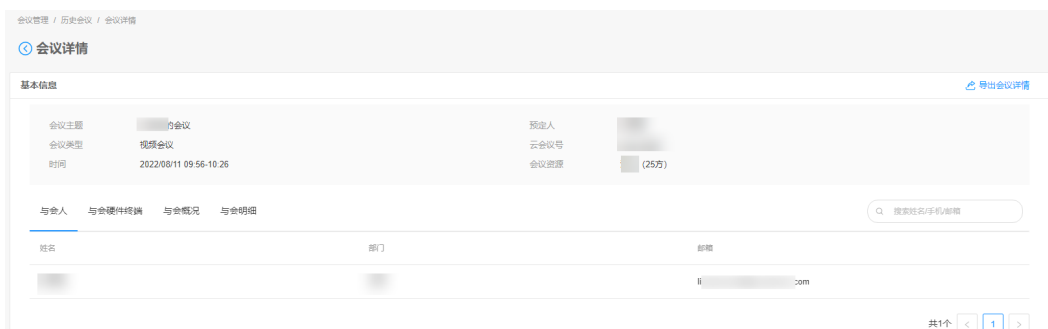 会议管理 / 历史会议 / 会议详情
会议详情
基本信息 导出会议详情
会议主题 的会议 预定人
会议类型 视频会议 云会议号
时间 2022/08/11 09:56-10:26 会议资源 (25方)
与会人 与会硬件终端 与会概况 与会明细 搜索姓名/手机/邮箱
姓名 部门 邮箱
li com
共1个 < 1 >